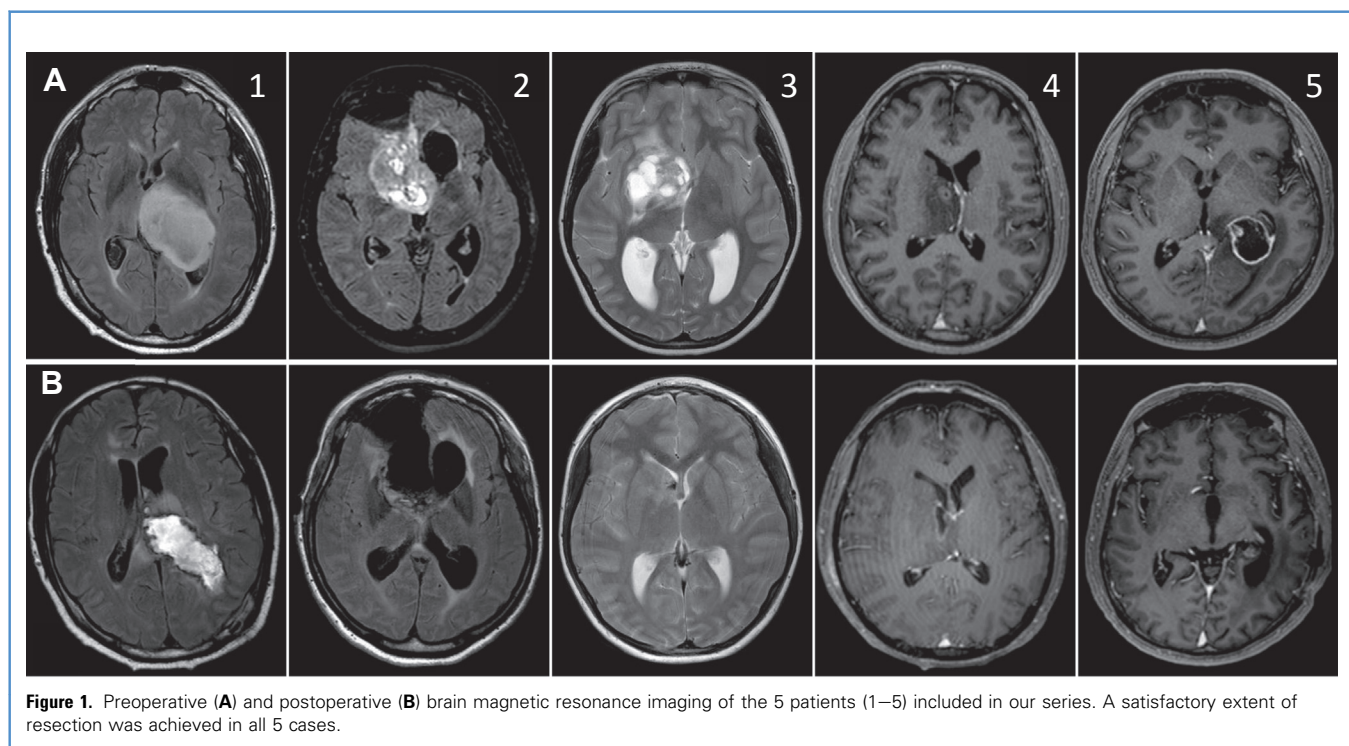 A 1 2 3 4 5
B
Figure 1. Preoperative (A) and postoperative (B) brain magnetic resonance imaging of the 5 patients (1–5) included in our series. A satisfactory extent of
resection was achieved in all 5 cases.